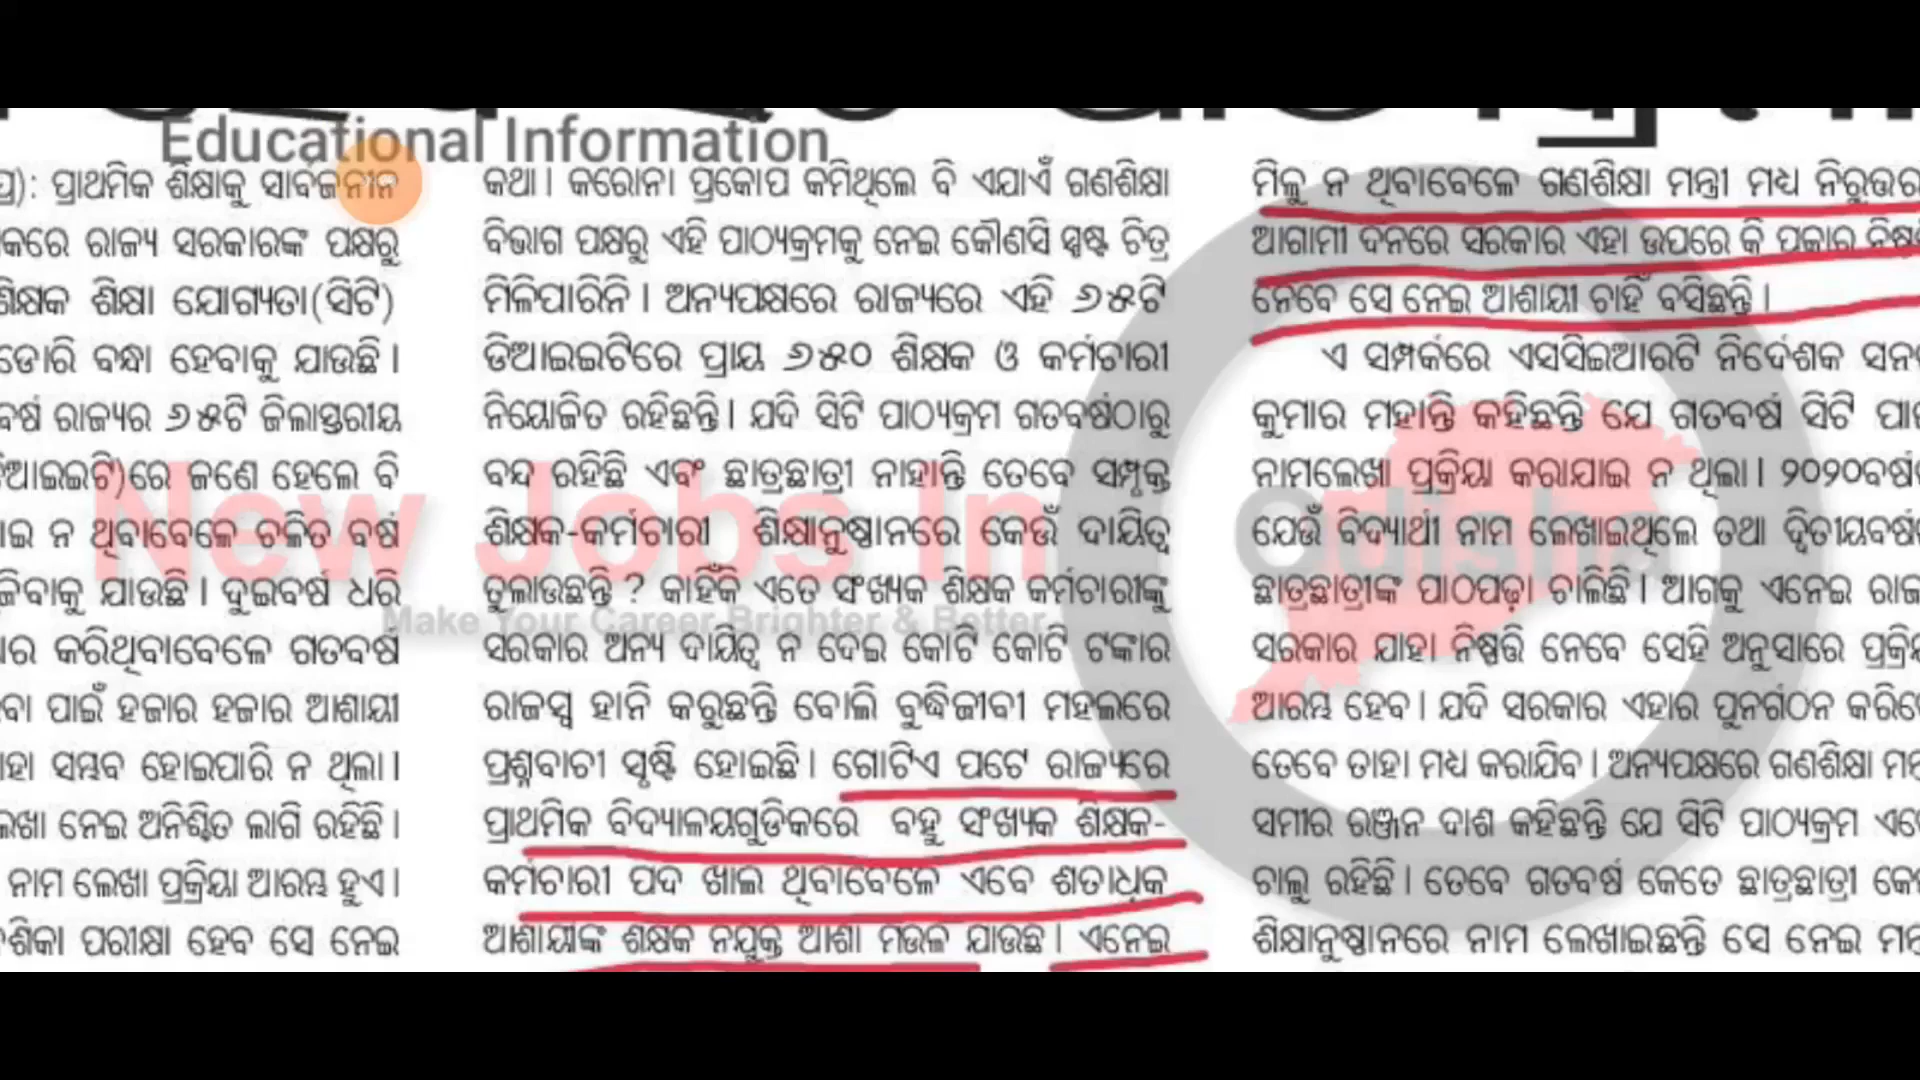 Educational Information
ପ୍ର): ପ୍ରାଥମିକ ଶିକ୍ଷାକୁ ସାର୍ବଜନୀନ
କରେ ରାଜ୍ୟ ସରକାରଙ୍କ ପକ୍ଷରୁ
ଶିକ୍ଷକ ଶିକ୍ଷା ଯୋଗ୍ୟତା(ସିଟି)
ଡୋରି ବନ୍ଧା ହେବାକୁ ଯାଉଛି ।
ବର୍ଷ ରାଜ୍ୟର ୬୫ଟି ଜିଲାସ୍ତରୀୟ
ଡିଆଇଇଟି)ରେ ଜଣେ ହେଲେ ବି
ଇ ନ ଥିବାବେଳେ ଚଳିତ ବର୍ଷ
ଜିବାକୁ ଯାଉଛି । ଦୁଇବର୍ଷ ଧରି
ର କରିଥିବାବେଳେ ଗତବର୍ଷ
ବା ପାଇଁ ହଜାର ହଜାର ଆଶାୟୀ
ହା ସମ୍ଭବ ହୋଇପାରି ନ ଥିଲା ।
ଲେଖା ନେଇ ଅନିଶ୍ଚିତ ଲାଗି ରହିଛି ।
ନାମ ଲେଖା ପ୍ରକ୍ରିୟା ଆରମ୍ଭ ହୁଏ ।
ବେଶିକା ପରୀକ୍ଷା ହେବ ସେ ନେଇ
କଥା । କରୋନା ପ୍ରକୋପ କମିଥିଲେ ବି ଏଯାଏଁ ଗଣଶିକ୍ଷା
ବିଭାଗ ପକ୍ଷରୁ ଏହି ପାଠ୍ୟକ୍ରମକୁ ନେଇ କୌଣସି ସ୍ପଷ୍ଟ ଚିତ୍ର
ମିଳିପାରିନି । ଅନ୍ୟପକ୍ଷରେ ରାଜ୍ୟରେ ଏହି ୬୫ଟି
ଡିଆଇଇଟିରେ ପ୍ରାୟ ୬୫୦ ଶିକ୍ଷକ ଓ କର୍ମଚାରୀ
ନିୟୋଜିତ ରହିଛନ୍ତି । ଯଦି ସିଟି ପାଠ୍ୟକ୍ରମ ଗତବର୍ଷଠାରୁ
ବନ୍ଦ ରହିଛି ଏବଂ ଛାତ୍ରଛାତ୍ରୀ ନାହାନ୍ତି ତେବେ ସମ୍ପୃକ୍ତ
ଶିକ୍ଷକ-କର୍ମଚାରୀ ଶିକ୍ଷାନୁଷ୍ଠାନରେ କେଉଁ ଦାୟିତ୍ୱ
ତୁଲାଉଛନ୍ତି ? କାହିଁକି ଏତେ ସଂଖ୍ୟକ ଶିକ୍ଷକ କର୍ମଚାରୀଙ୍କୁ
ସରକାର ଅନ୍ୟ ଦାୟିତ୍ୱ ନ ଦେଇ କୋଟି କୋଟି ଟଙ୍କାର
ରାଜସ୍ୱ ହାନି କରୁଛନ୍ତି ବୋଲି ବୁଦ୍ଧିଜୀବୀ ମହଲରେ
ପ୍ରଶ୍ନବାଚୀ ସୃଷ୍ଟି ହୋଇଛି । ଗୋଟିଏ ପଟେ ରାଜ୍ୟରେ
ପ୍ରାଥମିକ ବିଦ୍ୟାଳୟଗୁଡିକରେ ବହୁ ସଂଖ୍ୟକ ଶିକ୍ଷକ-
କର୍ମଚାରୀ ପଦ ଖାଲି ଥିବାବେଳେ ଏବେ ଶତାଧିକ
ଆଶାୟୀଙ୍କ ଶିକ୍ଷକ ନିଯୁକ୍ତି ଆଶା ମଉଳି ଯାଉଛି । ଏନେଇ
ମିଳୁ ନ ଥିବାବେଳେ ଗଣଶିକ୍ଷା ମନ୍ତ୍ରୀ ମଧ୍ୟ ନିରୁତ୍ତର
ଆଗାମୀ ଦିନରେ ସରକାର ଏହା ଉପରେ କି ପ୍ରକାର
ନେବେ ସେ ନେଇ ଆଶାୟୀ ଚାହିଁ ବସିଛନ୍ତି ।
ଏ ସମ୍ପର୍କରେ ଏସସିଇଆରଟି ନିର୍ଦେଶକ
କୁମାର ମହାନ୍ତି କହିଛନ୍ତି ଯେ ଗତବର୍ଷ ସିଟି
ନାମଲେଖା ପ୍ରକ୍ରିୟା କରାଯାଇ ନ ଥିଲା । ୨୦୨୦ବର୍ଷ
ଯେଉଁ ବିଦ୍ୟାର୍ଥୀ ନାମ ଲେଖାଇଥିଲେ ତଥା ଦ୍ୱିତୀୟବର୍ଷ
ଛାତ୍ରଛାତ୍ରୀଙ୍କ ପାଠପଢ଼ା ଚାଲିଛି । ଆଗକୁ ଏନେଇ ରାଜ
ସରକାର ଯାହା ନିଷ୍ପତ୍ତି ନେବେ ସେହି ଅନୁସାରେ
ଆରମ୍ଭ ହେବ । ଯଦି ସରକାର ଏହାର ପୁନର୍ଗଠନ
ତେବେ ତାହା ମଧ୍ୟ କରାଯିବ । ଅନ୍ୟପକ୍ଷରେ ଗଣଶିକ୍ଷା
ସମୀର ରଞ୍ଜନ ଦାଶ କହିଛନ୍ତି ଯେ ସିଟି ପାଠ୍ୟକ୍ରମ
ଚାଲୁ ରହିଛି । ତେବେ ଗତବର୍ଷ କେତେ ଛାତ୍ରଛାତ୍ରୀ
ଶିକ୍ଷାନୁଷ୍ଠାନରେ ନାମ ଲେଖାଇଛନ୍ତି ସେ ନେଇ
New Jobs In Odisha
Make Your Career Brighter & Better